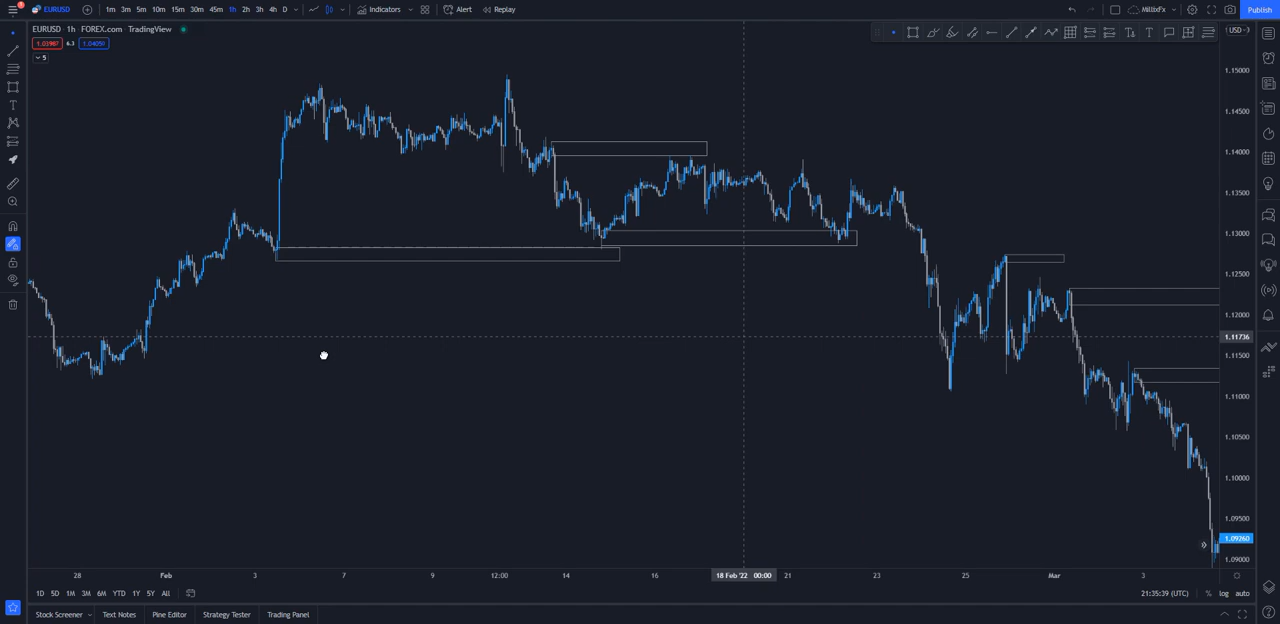 EURUSD 1m 3m 5m 10m 15m 30m 45m 1h 2h 3h 4h D Indicators Alert Replay MillxFx Publish
EURUSD · 1h · FOREX.com TradingView
1.03987 6.3 1.04050
5
USD
1.15000
1.14500
1.14000
1.13500
1.13000
1.12500
1.12000
1.11736
1.11500
1.11000
1.10500
1.10000
1.09500
1.09260
1.09000
28 Feb 3 7 9 12:00 14 16 18 Feb '22 00:00 21 23 25 Mar 3
1D 5D 1M 3M 6M YTD 1Y 5Y All 21:35:39 (UTC) % log auto
Stock Screener Text Notes Pine Editor Strategy Tester Trading Panel